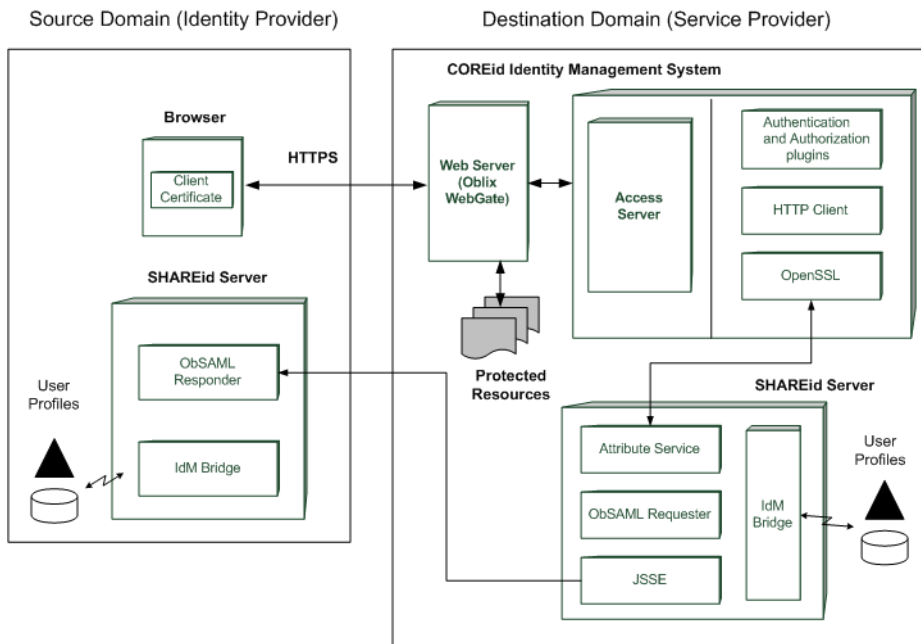 Source Domain (Identity Provider)
Destination Domain (Service Provider)
COREid Identity Management System
Browser
Client
Certificate
HTTPS
Web Server
(Oblix
WebGate)
Access
Server
Authentication
and Authorization
plugins
HTTP Client
OpenSSL
SHAREid Server
ObSAML
Responder
IdM Bridge
User
Profiles
Protected
Resources
SHAREid Server
Attribute Service
ObSAML Requester
JSSE
IdM
Bridge
User
Profiles